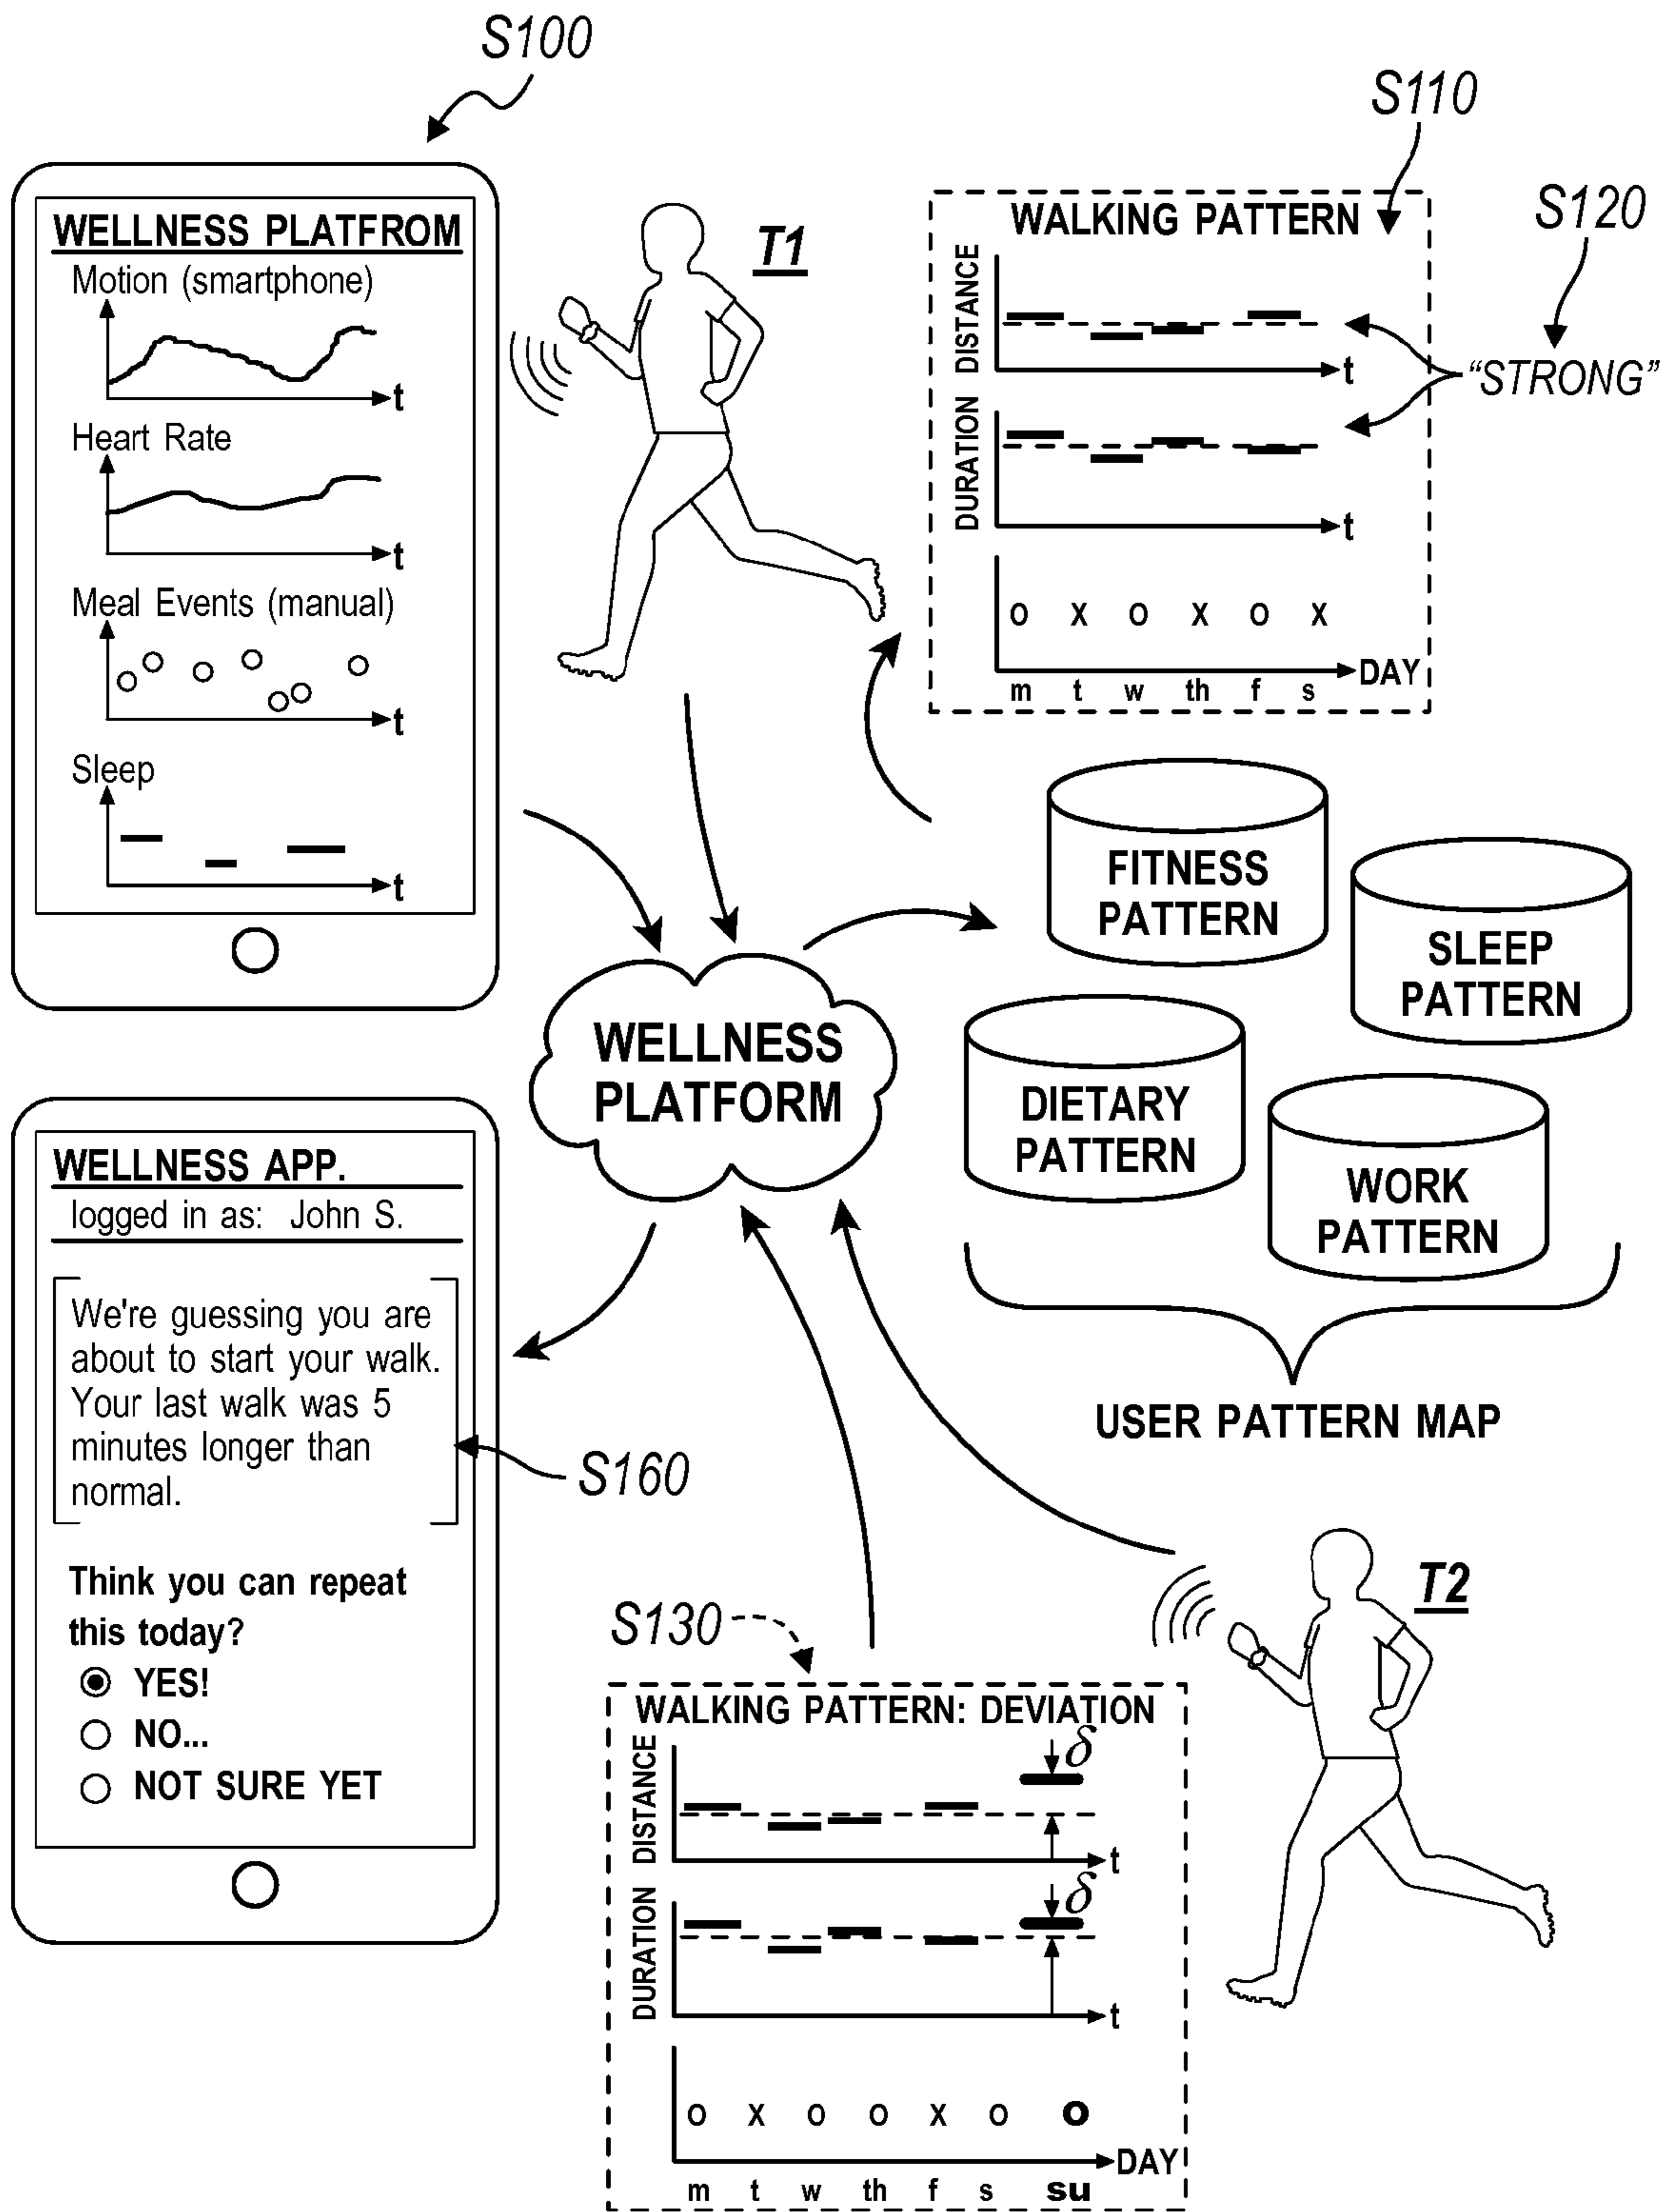 S100
WELLNESS PLATFROM
Motion (smartphone)
t
Heart Rate
t
Meal Events (manual)
t
Sleep
t
T1
S110
WALKING PATTERN
DISTANCE
t
S120
"STRONG"
DURATION
t
O X O X O X
DAY
m t w th f s
FITNESS
PATTERN
SLEEP
PATTERN
DIETARY
PATTERN
WORK
PATTERN
USER PATTERN MAP
WELLNESS
PLATFORM
WELLNESS APP.
logged in as: John S.
We're guessing you are
about to start your walk.
Your last walk was 5
minutes longer than
normal.
S160
Think you can repeat
this today?
YES!
NO...
NOT SURE YET
T2
S130
WALKING PATTERN: DEVIATION
DISTANCE
δ
t
DURATION
δ
t
O X O O X O O
DAY
m t w th f s su